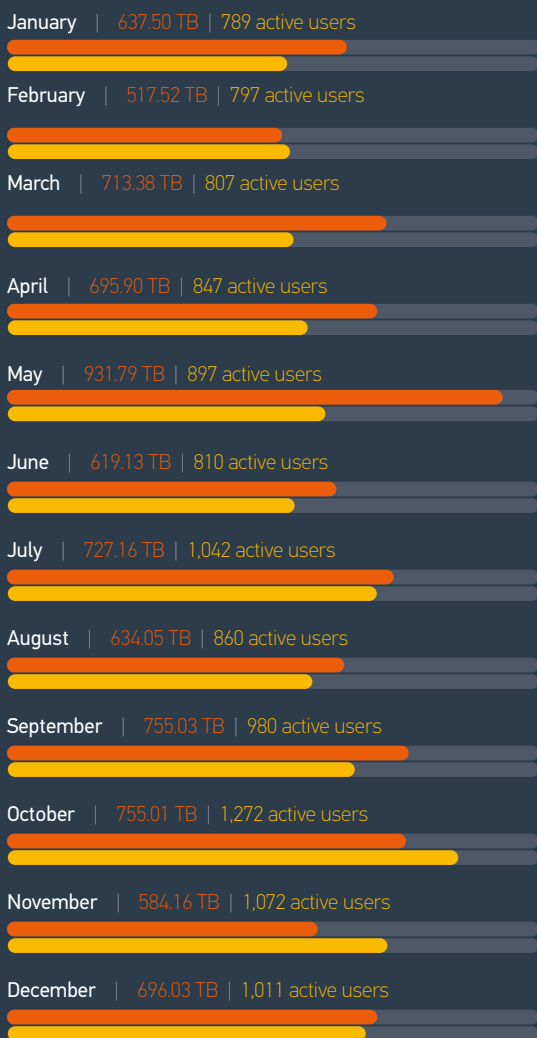 January | 637.50 TB | 789 active users
February | 517.52 TB | 797 active users
March | 713.38 TB | 807 active users
April | 695.90 TB | 847 active users
May | 931.79 TB | 897 active users
June | 619.13 TB | 810 active users
July | 727.16 TB | 1,042 active users
August | 634.05 TB | 860 active users
September | 755.03 TB | 980 active users
October | 755.01 TB | 1,272 active users
November | 584.16 TB | 1,072 active users
December | 696.03 TB | 1,011 active users